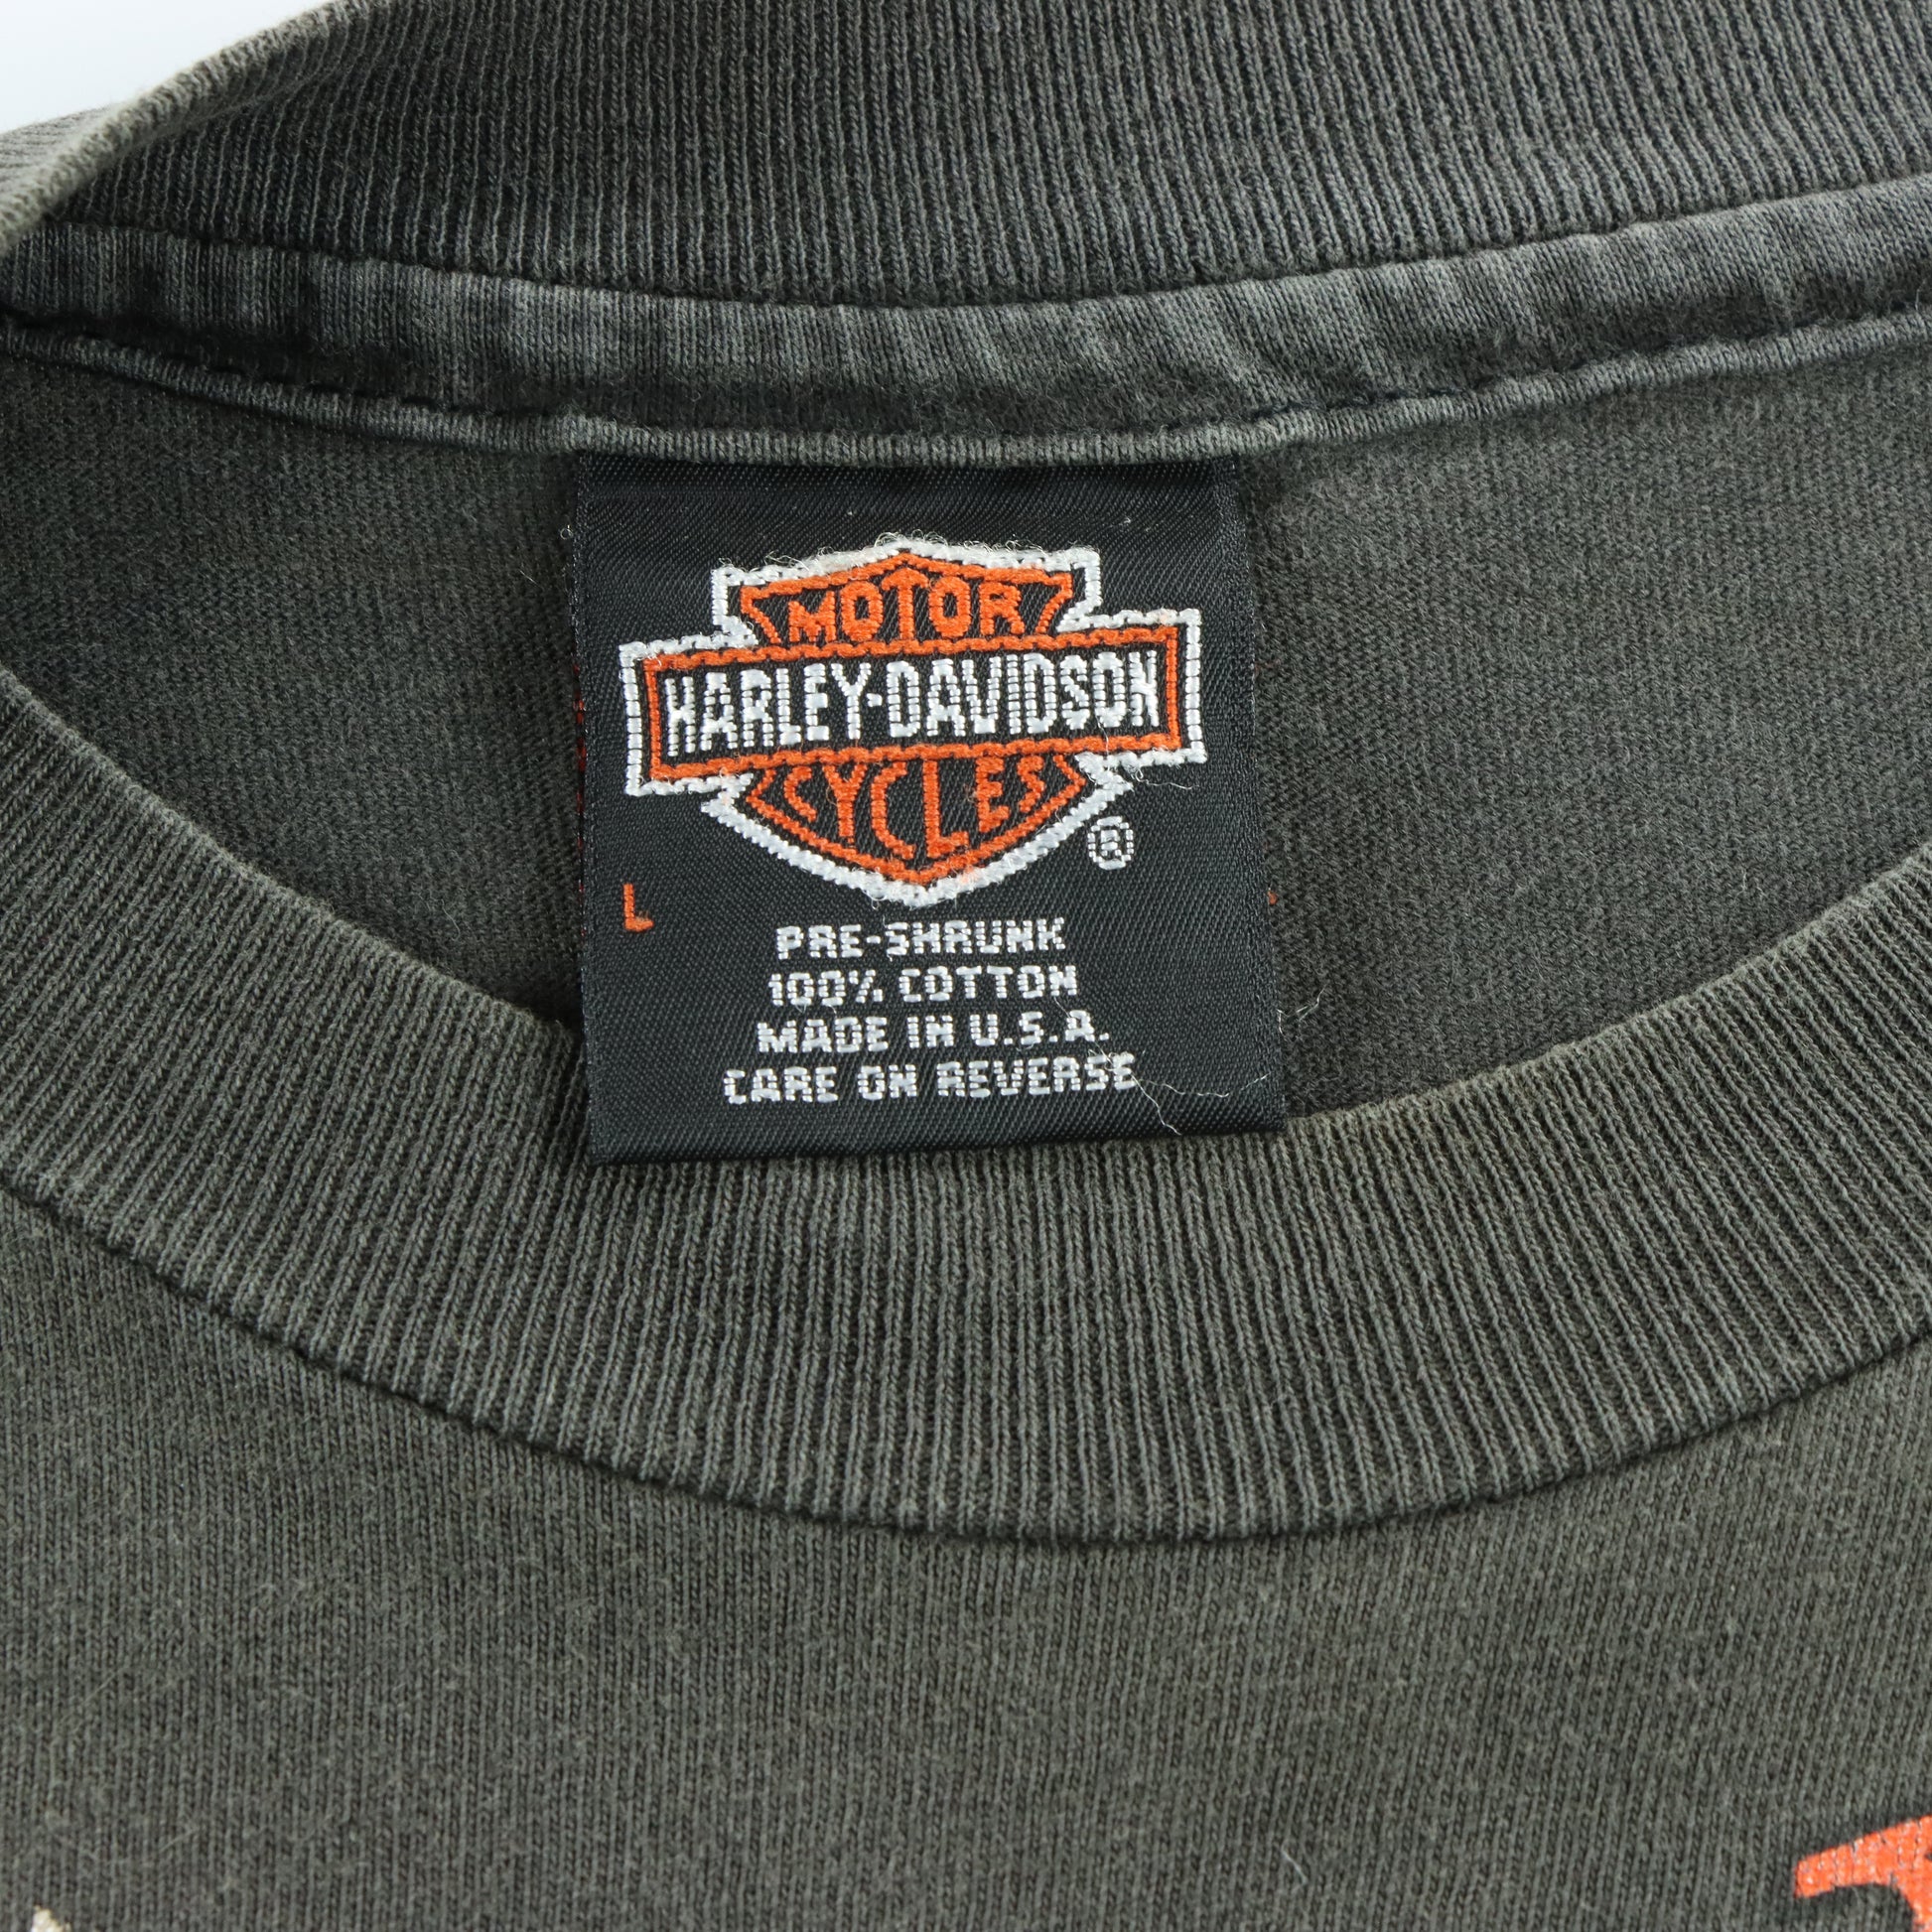 MOTOR
HARLEY-DAVIDSON
CYCLES
®
L
PRE-SHRUNK
100% COTTON
MADE IN U.S.A.
CARE ON REVERSE